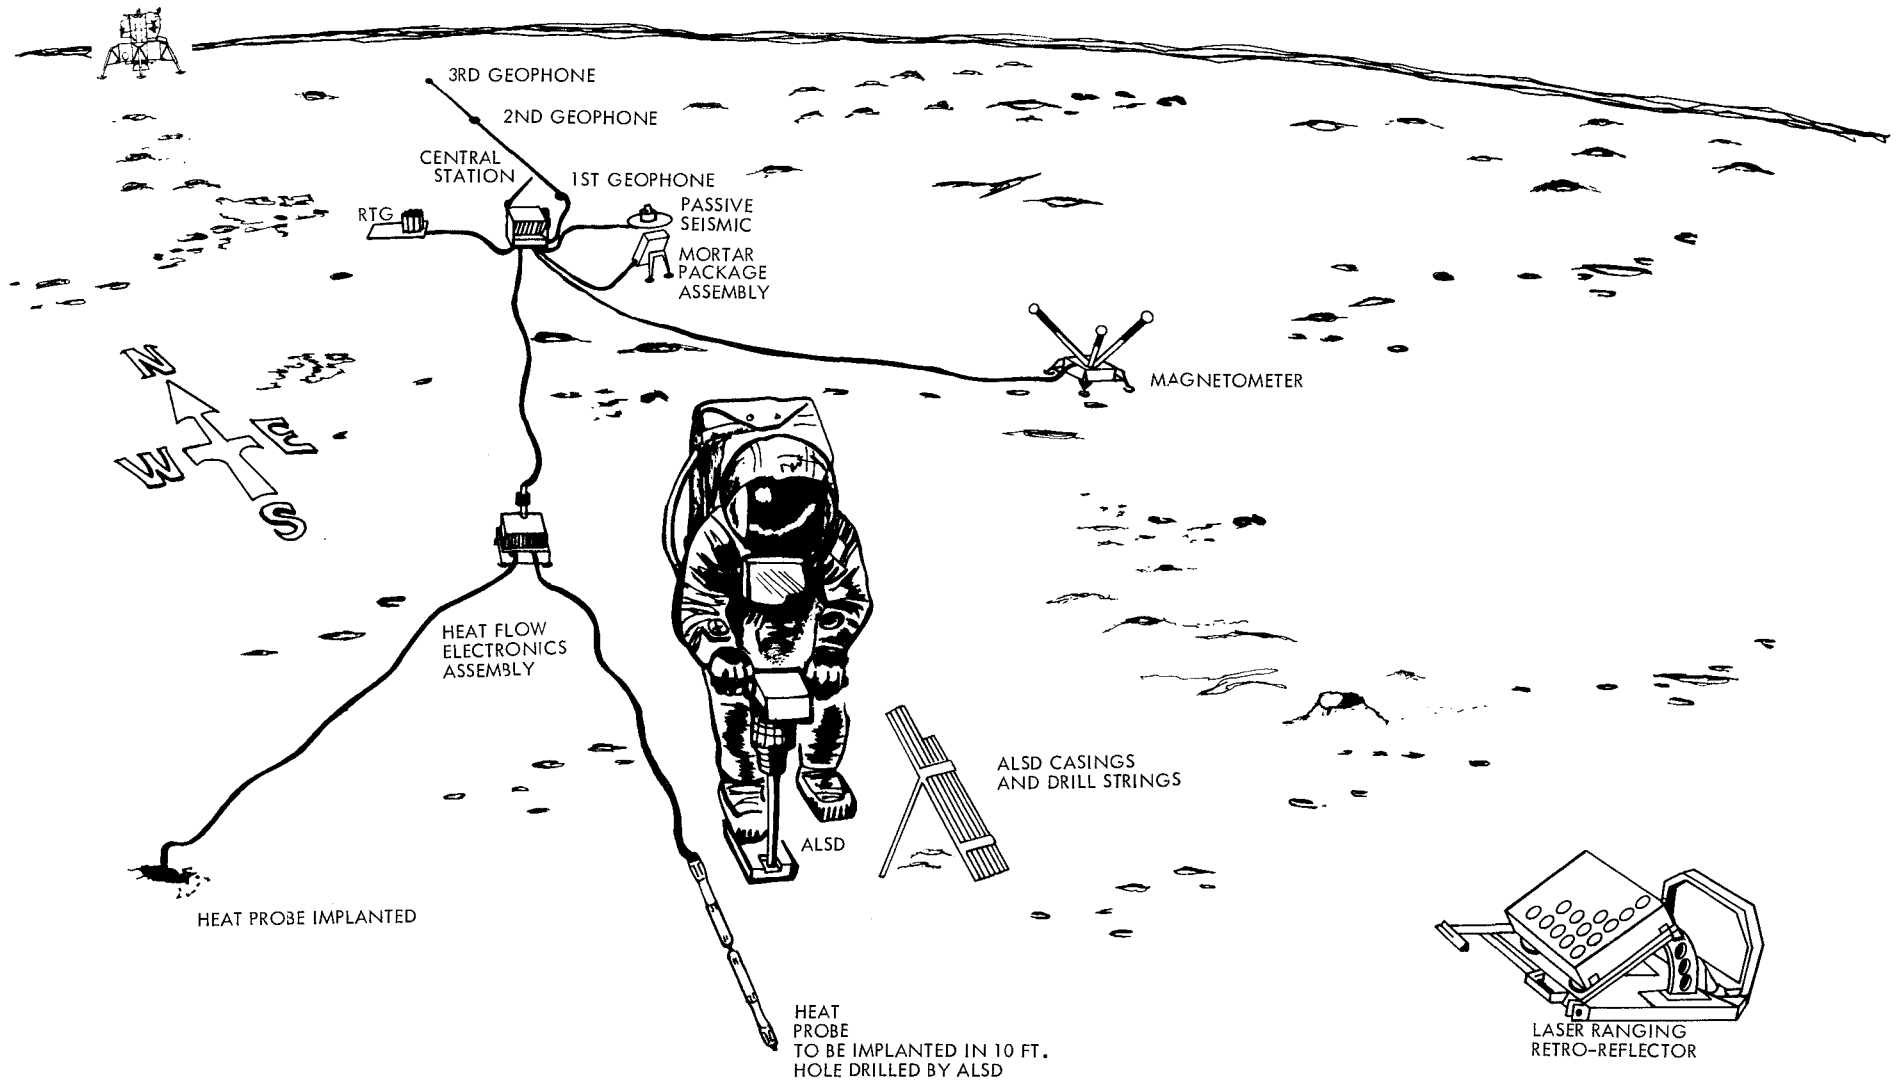 3RD GEOPHONE
2ND GEOPHONE
CENTRAL
STATION
1ST GEOPHONE
RTG
PASSIVE
SEISMIC
MORTAR
PACKAGE
ASSEMBLY
MAGNETOMETER
N
E
W
S
HEAT FLOW
ELECTRONICS
ASSEMBLY
ALSD CASINGS
AND DRILL STRINGS
ALSD
HEAT PROBE IMPLANTED
HEAT
PROBE
TO BE IMPLANTED IN 10 FT.
HOLE DRILLED BY ALSD
LASER RANGING
RETRO-REFLECTOR